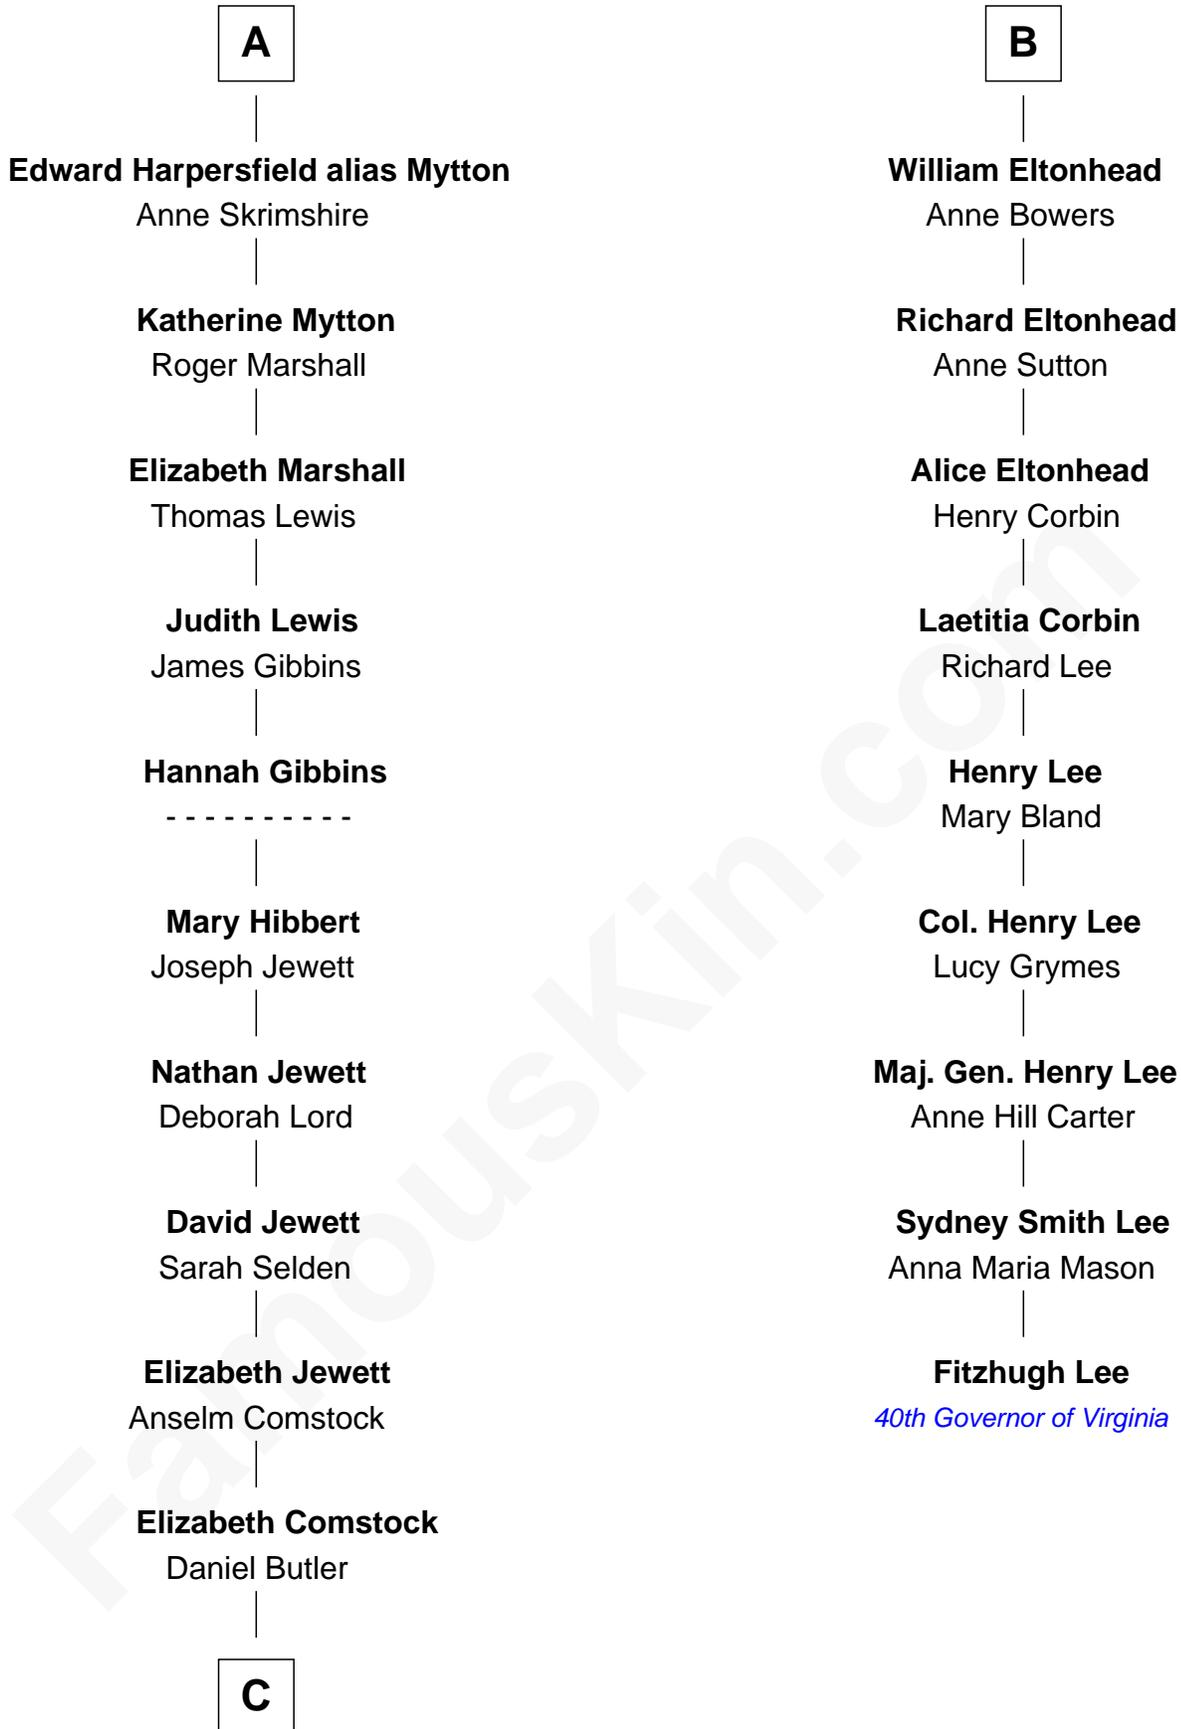 A
Edward Harpersfield alias Mytton
Anne Skrimshire
Katherine Mytton
Roger Marshall
Elizabeth Marshall
Thomas Lewis
Judith Lewis
James Gibbins
Hannah Gibbins
- - - - - - - - - -
Mary Hibbert
Joseph Jewett
Nathan Jewett
Deborah Lord
David Jewett
Sarah Selden
Elizabeth Jewett
Anselm Comstock
Elizabeth Comstock
Daniel Butler
C
B
William Eltonhead
Anne Bowers
Richard Eltonhead
Anne Sutton
Alice Eltonhead
Henry Corbin
Laetitia Corbin
Richard Lee
Henry Lee
Mary Bland
Col. Henry Lee
Lucy Grymes
Maj. Gen. Henry Lee
Anne Hill Carter
Sydney Smith Lee
Anna Maria Mason
Fitzhugh Lee
40th Governor of Virginia
FamousKin.com